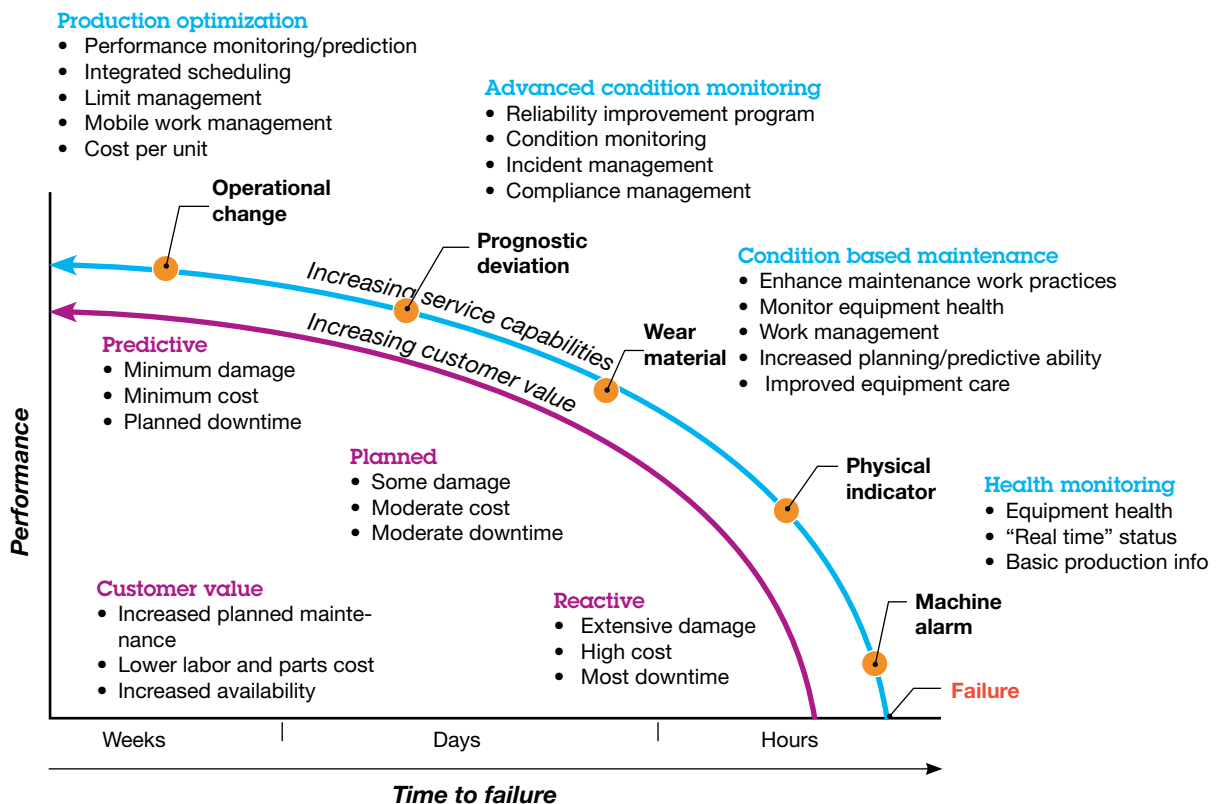 Production optimization
• Performance monitoring/prediction
• Integrated scheduling
• Limit management
• Mobile work management
• Cost per unit
Advanced condition monitoring
• Reliability improvement program
• Condition monitoring
• Incident management
• Compliance management
Operational
change
Prognostic
deviation
Condition based maintenance
• Enhance maintenance work practices
• Monitor equipment health
• Work management
• Increased planning/predictive ability
• Improved equipment care
Increasing service capabilities
Increasing customer value
Wear
material
Predictive
• Minimum damage
• Minimum cost
• Planned downtime
Planned
• Some damage
• Moderate cost
• Moderate downtime
Physical
indicator
Health monitoring
• Equipment health
• “Real time” status
• Basic production info
Performance
Customer value
• Increased planned mainte-
nance
• Lower labor and parts cost
• Increased availability
Reactive
• Extensive damage
• High cost
• Most downtime
Machine
alarm
Failure
Weeks
Days
Hours
Time to failure